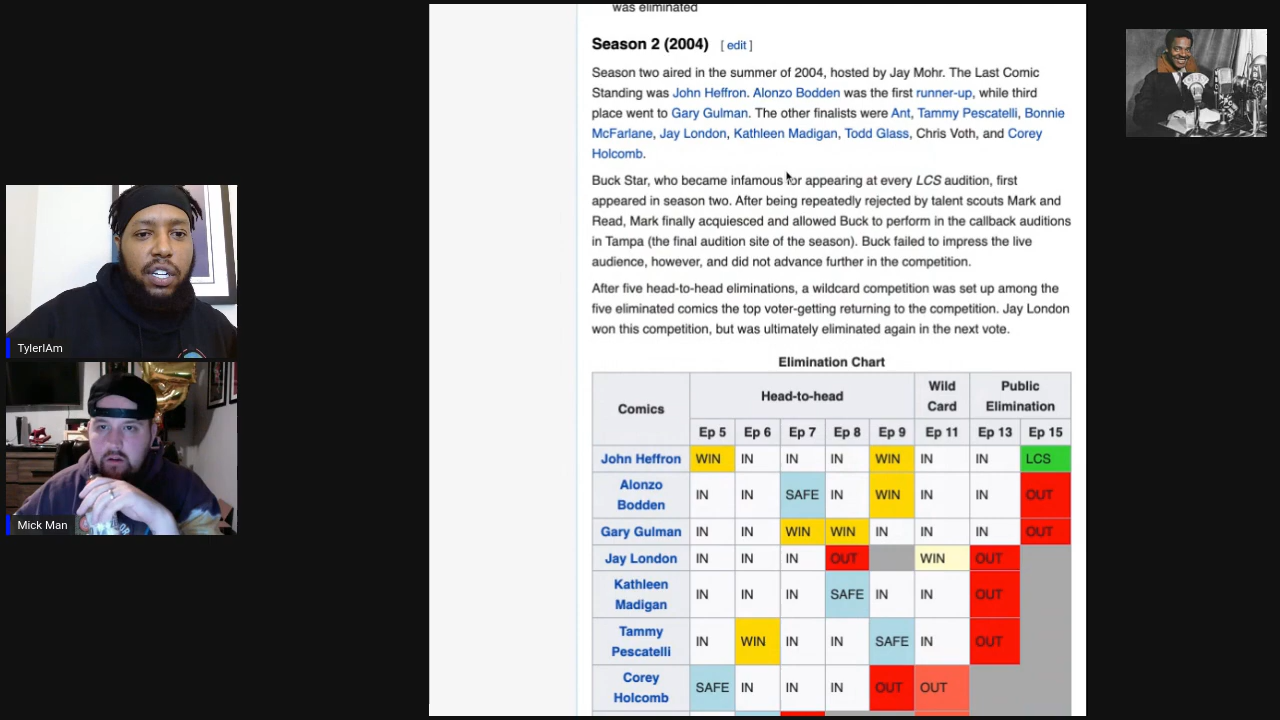 was eliminated
Season 2 (2004) [ edit ]
Season two aired in the summer of 2004, hosted by Jay Mohr. The Last Comic
Standing was John Heffron. Alonzo Bodden was the first runner-up, while third
place went to Gary Gulman. The other finalists were Ant, Tammy Pescatelli, Bonnie
McFarlane, Jay London, Kathleen Madigan, Todd Glass, Chris Voth, and Corey
Holcomb.
Buck Star, who became infamous for appearing at every LCS audition, first
appeared in season two. After being repeatedly rejected by talent scouts Mark and
Read, Mark finally acquiesced and allowed Buck to perform in the callback auditions
in Tampa (the final audition site of the season). Buck failed to impress the live
audience, however, and did not advance further in the competition.
After five head-to-head eliminations, a wildcard competition was set up among the
five eliminated comics the top voter-getting returning to the competition. Jay London
won this competition, but was ultimately eliminated again in the next vote.
Elimination Chart
Comics Head-to-head Wild Card Public Elimination
Ep 5 Ep 6 Ep 7 Ep 8 Ep 9 Ep 11 Ep 13 Ep 15
John Heffron WIN IN IN IN WIN IN IN LCS
Alonzo Bodden IN IN SAFE IN WIN IN IN OUT
Gary Gulman IN IN WIN WIN IN IN IN OUT
Jay London IN IN IN OUT WIN OUT
Kathleen Madigan IN IN IN SAFE IN IN OUT
Tammy Pescatelli IN WIN IN IN SAFE IN OUT
Corey Holcomb SAFE IN IN IN OUT OUT
TylerIAm
Mick Man